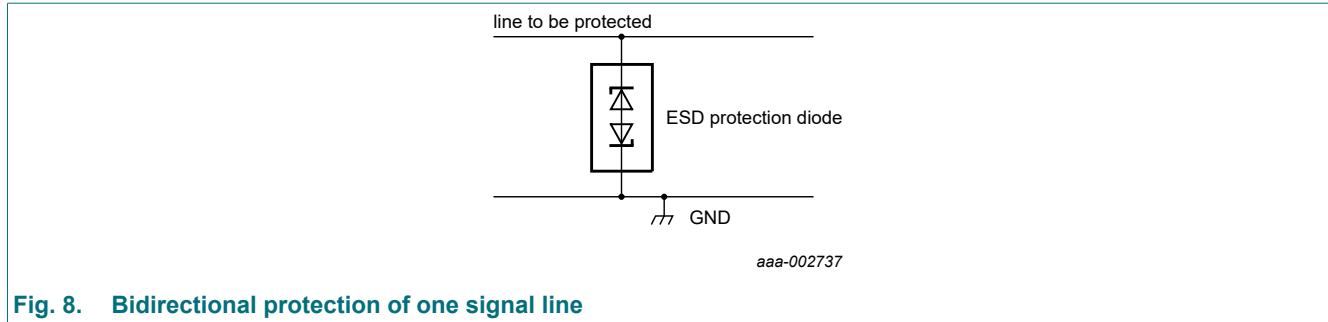 line to be protected
ESD protection diode
GND
aaa-002737
Fig. 8. Bidirectional protection of one signal line